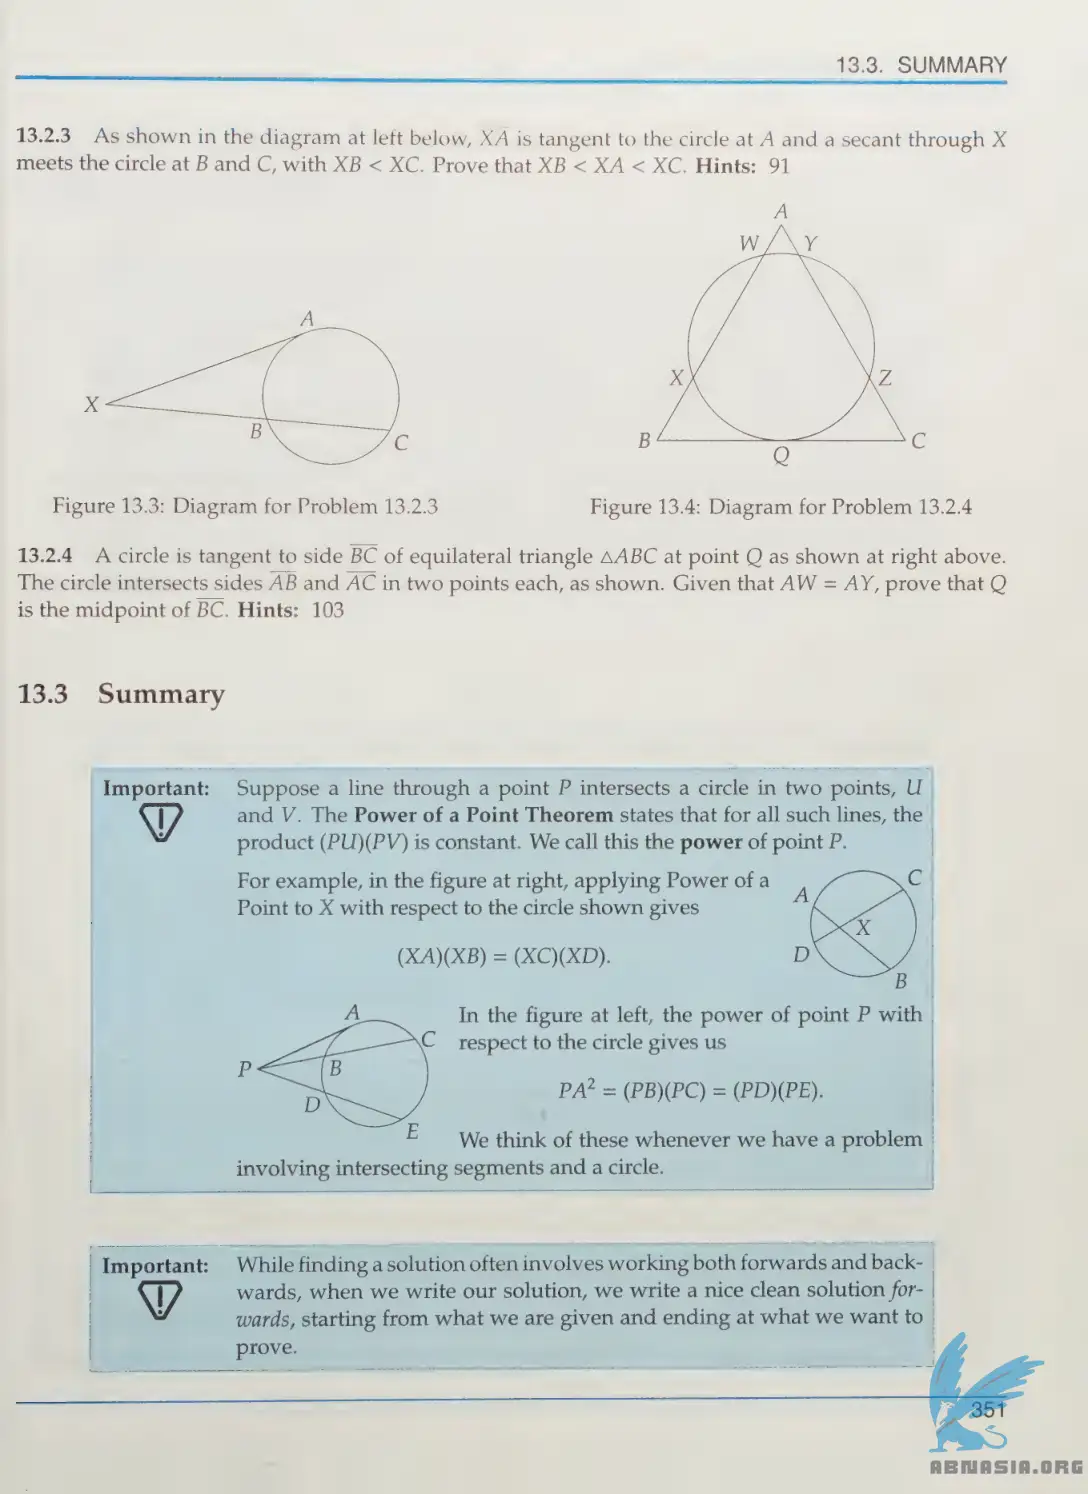 13.3. SUMMARY
13.2.3 As shown in the diagram at left below, XA is tangent to the circle at A and a secant through X
meets the circle at B and C, with XB < XC. Prove that XB < XA < XC. Hints: 91
A
W
Y
X
Z
B
C
Q
A
X
B
C
Figure 13.3: Diagram for Problem 13.2.3
Figure 13.4: Diagram for Problem 13.2.4
13.2.4 A circle is tangent to side BC of equilateral triangle △ABC at point Q as shown at right above.
The circle intersects sides AB and AC in two points each, as shown. Given that AW = AY, prove that Q
is the midpoint of BC. Hints: 103
13.3 Summary
Important: Suppose a line through a point P intersects a circle in two points, U
and V. The Power of a Point Theorem states that for all such lines, the
product (PU)(PV) is constant. We call this the power of point P.
For example, in the figure at right, applying Power of a
Point to X with respect to the circle shown gives
(XA)(XB) = (XC)(XD).
A
C
X
D
B
A
C
P
B
D
E
In the figure at left, the power of point P with
respect to the circle gives us
PA² = (PB)(PC) = (PD)(PE).
We think of these whenever we have a problem
involving intersecting segments and a circle.
Important: While finding a solution often involves working both forwards and back-
wards, when we write our solution, we write a nice clean solution for-
wards, starting from what we are given and ending at what we want to
prove.
351
ABNASIA.ORG